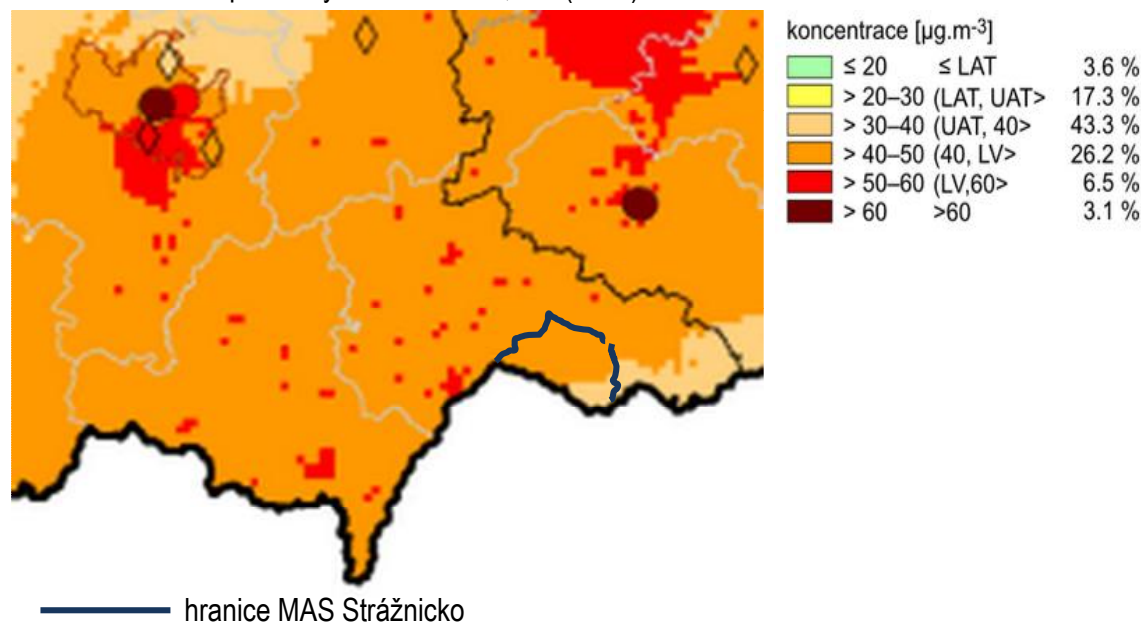 koncentrace [µg.m-3]
≤ 20 ≤ LAT 3.6 %
> 20–30 (LAT, UAT> 17.3 %
> 30–40 (UAT, 40> 43.3 %
> 40–50 (40, LV> 26.2 %
> 50–60 (LV,60> 6.5 %
> 60 >60 3.1 %
hranice MAS Strážnicko